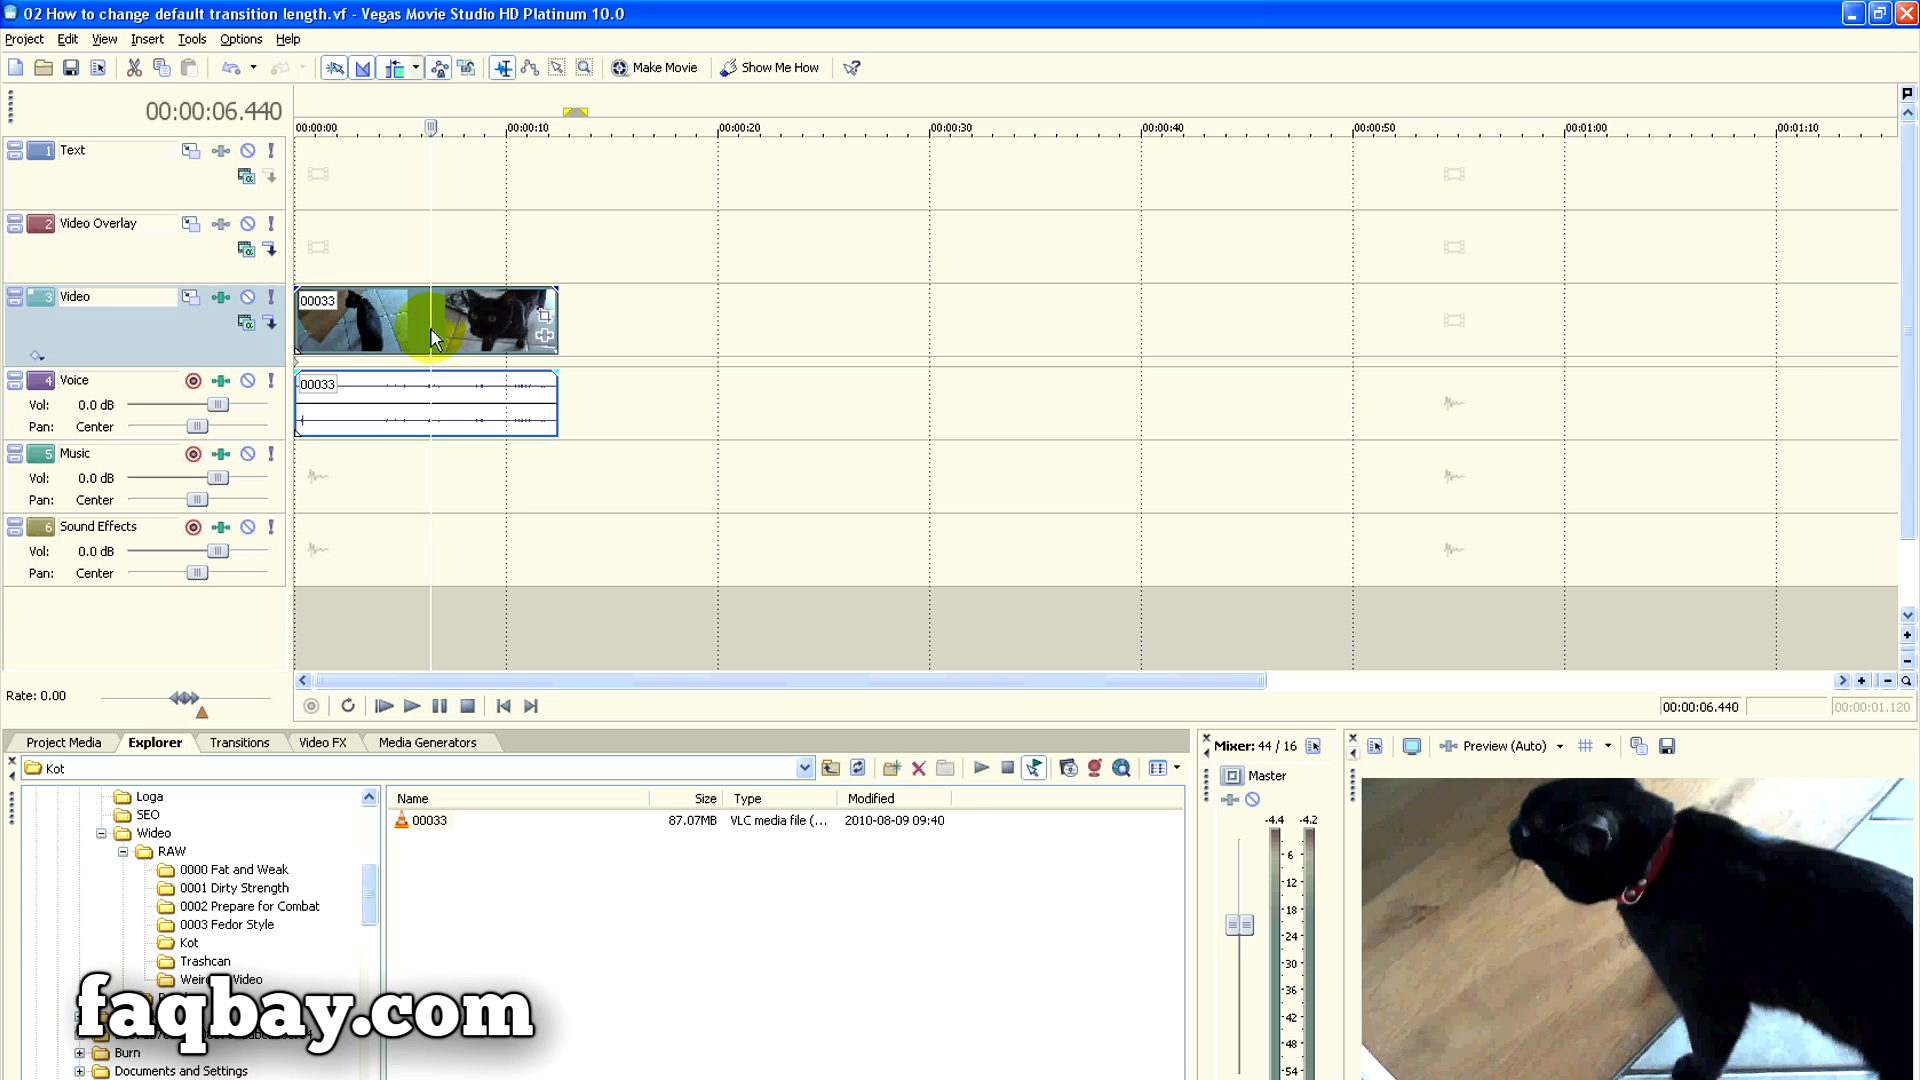 02 How to change default transition length.vf - Vegas Movie Studio HD Platinum 10.0
Project Edit View Insert Tools Options Help
Make Movie Show Me How
00:00:06.440
00:00:00 00:00:10 00:00:20 00:00:30 00:00:40 00:00:50 00:01:00 00:01:10
1 Text
2 Video Overlay
3 Video
00033
4 Voice
00033
Vol: 0.0 dB
Pan: Center
5 Music
Vol: 0.0 dB
Pan: Center
6 Sound Effects
Vol: 0.0 dB
Pan: Center
Rate: 0.00
00:00:06.440 00:00:01.120
Project Media Explorer Transitions Video FX Media Generators
Kot
Loga
SEO
Wideo
RAW
0000 Fat and Weak
0001 Dirty Strength
0002 Prepare for Combat
0003 Fedor Style
Kot
Trashcan
Burn
Documents and Settings
Name Size Type Modified
00033 87.07MB VLC media file (... 2010-08-09 09:40
Mixer: 44 / 16
Master
-4.4 -4.2
6
12
18
24
30
36
42
48
54
Preview (Auto)
faqbay.com